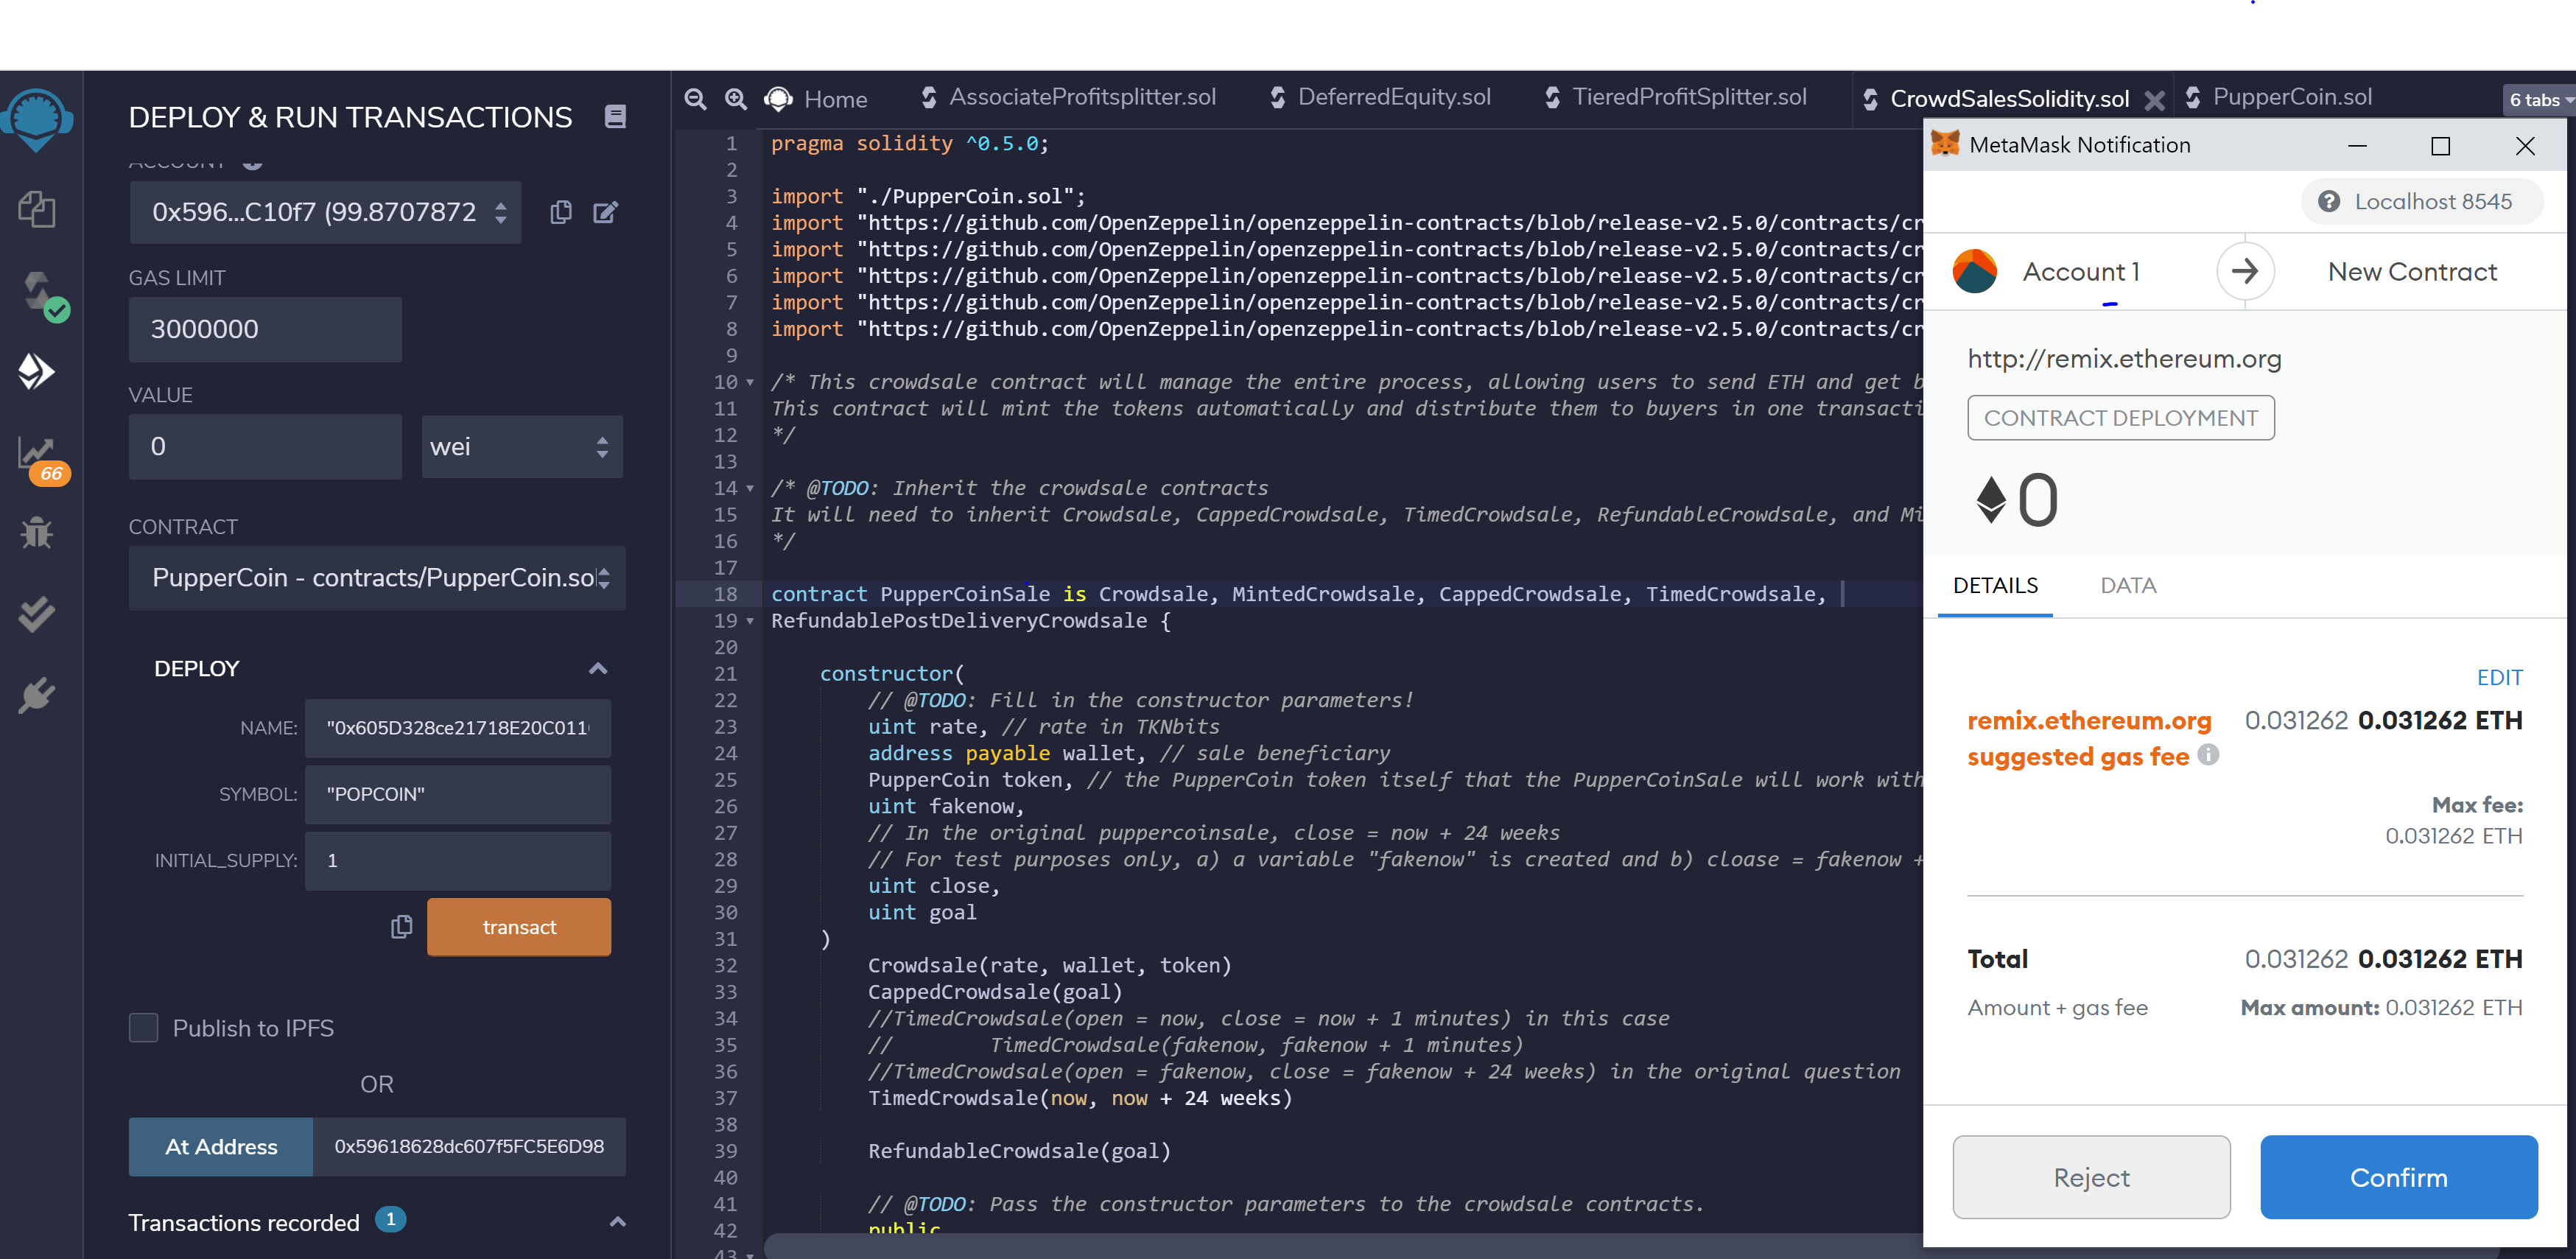 DEPLOY & RUN TRANSACTIONS
ACCOUNT
0x596...C10f7 (99.8707872
GAS LIMIT
3000000
VALUE
0
wei
66
CONTRACT
PupperCoin - contracts/PupperCoin.sol
DEPLOY
NAME: "0x605D328ce21718E20C011
SYMBOL: "POPCOIN"
INITIAL_SUPPLY: 1
transact
Publish to IPFS
OR
At Address 0x59618628dc607f5FC5E6D98
Transactions recorded 1
Home AssociateProfitsplitter.sol DeferredEquity.sol TieredProfitSplitter.sol CrowdSalesSolidity.sol PupperCoin.sol 6 tabs
1 pragma solidity ^0.5.0;
2
3 import "./PupperCoin.sol";
4 import "https://github.com/OpenZeppelin/openzeppelin-contracts/blob/release-v2.5.0/contracts/cr
5 import "https://github.com/OpenZeppelin/openzeppelin-contracts/blob/release-v2.5.0/contracts/cr
6 import "https://github.com/OpenZeppelin/openzeppelin-contracts/blob/release-v2.5.0/contracts/cr
7 import "https://github.com/OpenZeppelin/openzeppelin-contracts/blob/release-v2.5.0/contracts/cr
8 import "https://github.com/OpenZeppelin/openzeppelin-contracts/blob/release-v2.5.0/contracts/cr
9
10 /* This crowdsale contract will manage the entire process, allowing users to send ETH and get b
11 This contract will mint the tokens automatically and distribute them to buyers in one transacti
12 */
13
14 /* @TODO: Inherit the crowdsale contracts
15 It will need to inherit Crowdsale, CappedCrowdsale, TimedCrowdsale, RefundableCrowdsale, and Mi
16 */
17
18 contract PupperCoinSale is Crowdsale, MintedCrowdsale, CappedCrowdsale, TimedCrowdsale,
19 RefundablePostDeliveryCrowdsale {
20
21 constructor(
22 // @TODO: Fill in the constructor parameters!
23 uint rate, // rate in TKNbits
24 address payable wallet, // sale beneficiary
25 PupperCoin token, // the PupperCoin token itself that the PupperCoinSale will work with
26 uint fakenow,
27 // In the original puppercoinsale, close = now + 24 weeks
28 // For test purposes only, a) a variable "fakenow" is created and b) cloase = fakenow +
29 uint close,
30 uint goal
31 )
32 Crowdsale(rate, wallet, token)
33 CappedCrowdsale(goal)
34 //TimedCrowdsale(open = now, close = now + 1 minutes) in this case
35 // TimedCrowdsale(fakenow, fakenow + 1 minutes)
36 //TimedCrowdsale(open = fakenow, close = fakenow + 24 weeks) in the original question
37 TimedCrowdsale(now, now + 24 weeks)
38
39 RefundableCrowdsale(goal)
40
41 // @TODO: Pass the constructor parameters to the crowdsale contracts.
42 public
43
MetaMask Notification
Localhost 8545
Account 1
New Contract
http://remix.ethereum.org
CONTRACT DEPLOYMENT
0
DETAILS DATA
EDIT
remix.ethereum.org 0.031262 0.031262 ETH
suggested gas fee
Max fee:
0.031262 ETH
Total 0.031262 0.031262 ETH
Amount + gas fee Max amount: 0.031262 ETH
Reject Confirm